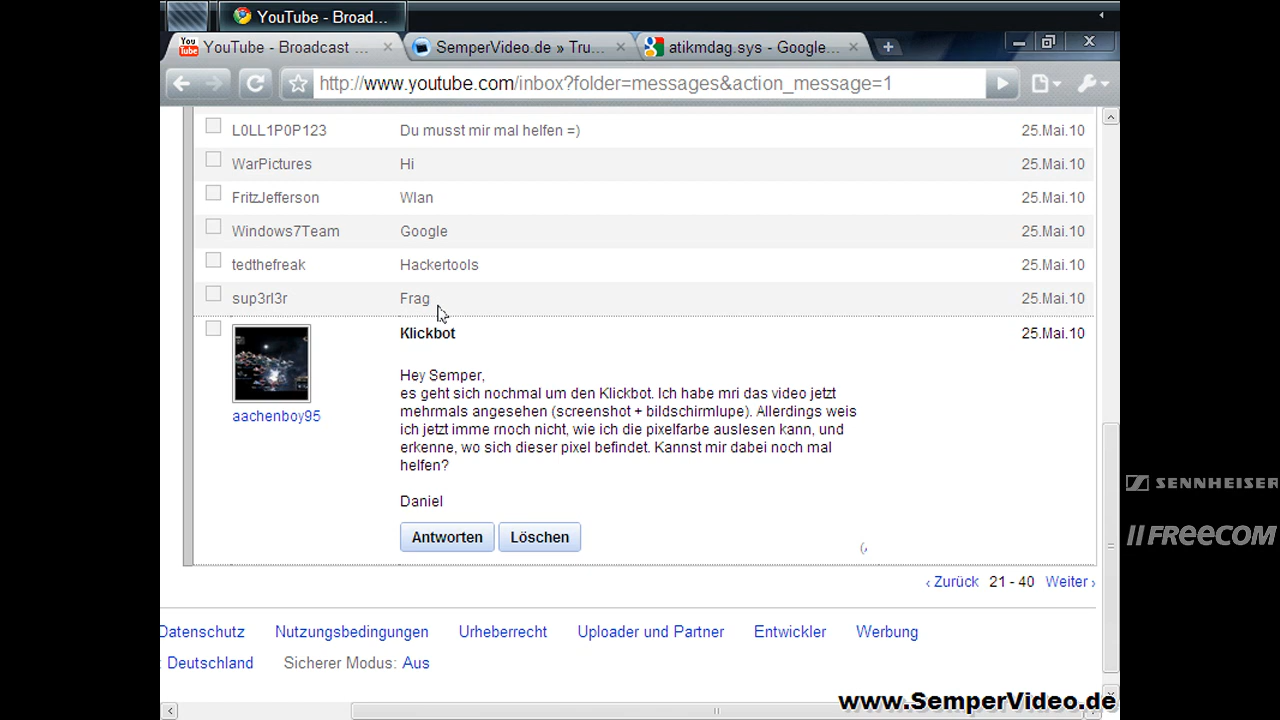 YouTube - Broad...
YouTube - Broadcast ...
SemperVideo.de » Tru...
atikmdag.sys - Google...
http://www.youtube.com/inbox?folder=messages&action_message=1
L0LL1P0P123 Du musst mir mal helfen =) 25.Mai.10
WarPictures Hi 25.Mai.10
FritzJefferson Wlan 25.Mai.10
Windows7Team Google 25.Mai.10
tedthefreak Hackertools 25.Mai.10
sup3rl3r Frag 25.Mai.10
Klickbot 25.Mai.10
Hey Semper,
es geht sich nochmal um den Klickbot. Ich habe mri das video jetzt
mehrmals angesehen (screenshot + bildschirmlupe). Allerdings weis
ich jetzt imme rnoch nicht, wie ich die pixelfarbe auslesen kann, und
erkenne, wo sich dieser pixel befindet. Kannst mir dabei noch mal
helfen?
aachenboy95
Daniel
Antworten Löschen
‹ Zurück 21 - 40 Weiter ›
Datenschutz Nutzungsbedingungen Urheberrecht Uploader und Partner Entwickler Werbung
: Deutschland Sicherer Modus: Aus
SENNHEISER
FREECOM
www.SemperVideo.de